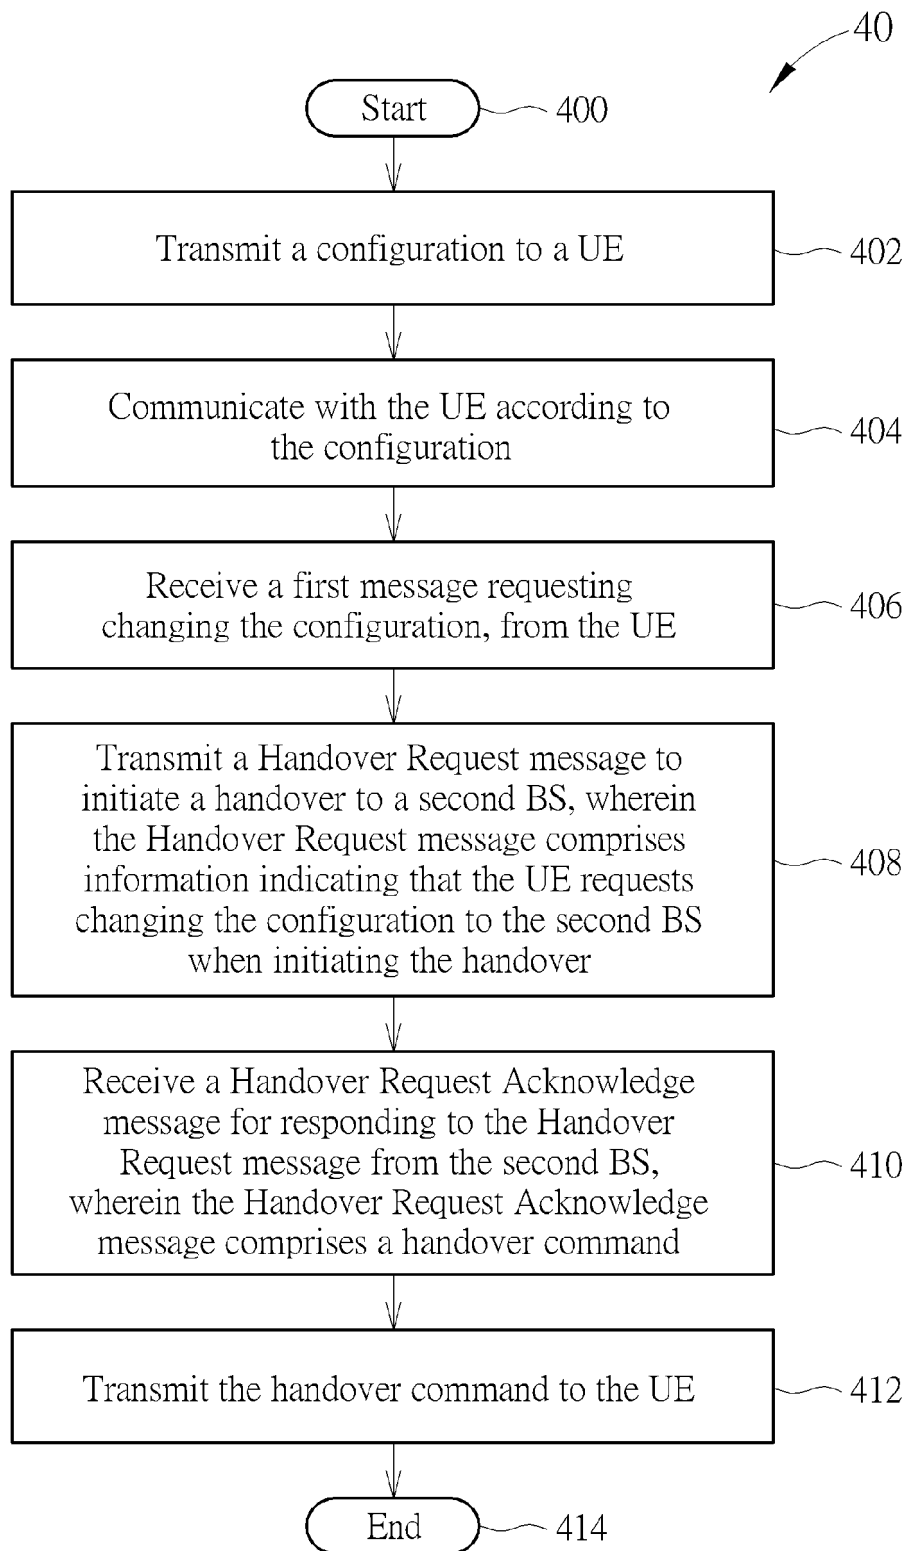 40
Start
400
Transmit a configuration to a UE
402
Communicate with the UE according to
the configuration
404
Receive a first message requesting
changing the configuration, from the UE
406
Transmit a Handover Request message to
initiate a handover to a second BS, wherein
the Handover Request message comprises
information indicating that the UE requests
changing the configuration to the second BS
when initiating the handover
408
Receive a Handover Request Acknowledge
message for responding to the Handover
Request message from the second BS,
wherein the Handover Request Acknowledge
message comprises a handover command
410
Transmit the handover command to the UE
412
End
414